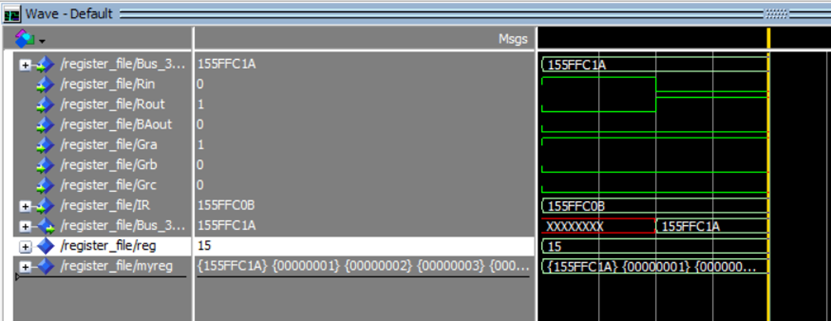 Wave - Default
Msgs
/register_file/Bus_3... 155FFC1A 155FFC1A
/register_file/Rin 0
/register_file/Rout 1
/register_file/BAout 0
/register_file/Gra 1
/register_file/Grb 0
/register_file/Grc 0
/register_file/IR 155FFC0B 155FFC0B
/register_file/Bus_3... 155FFC1A XXXXXXXX 155FFC1A
/register_file/reg 15 15
/register_file/myreg {155FFC1A} {00000001} {00000002} {00000003} {000... {155FFC1A} {00000001} {000000...